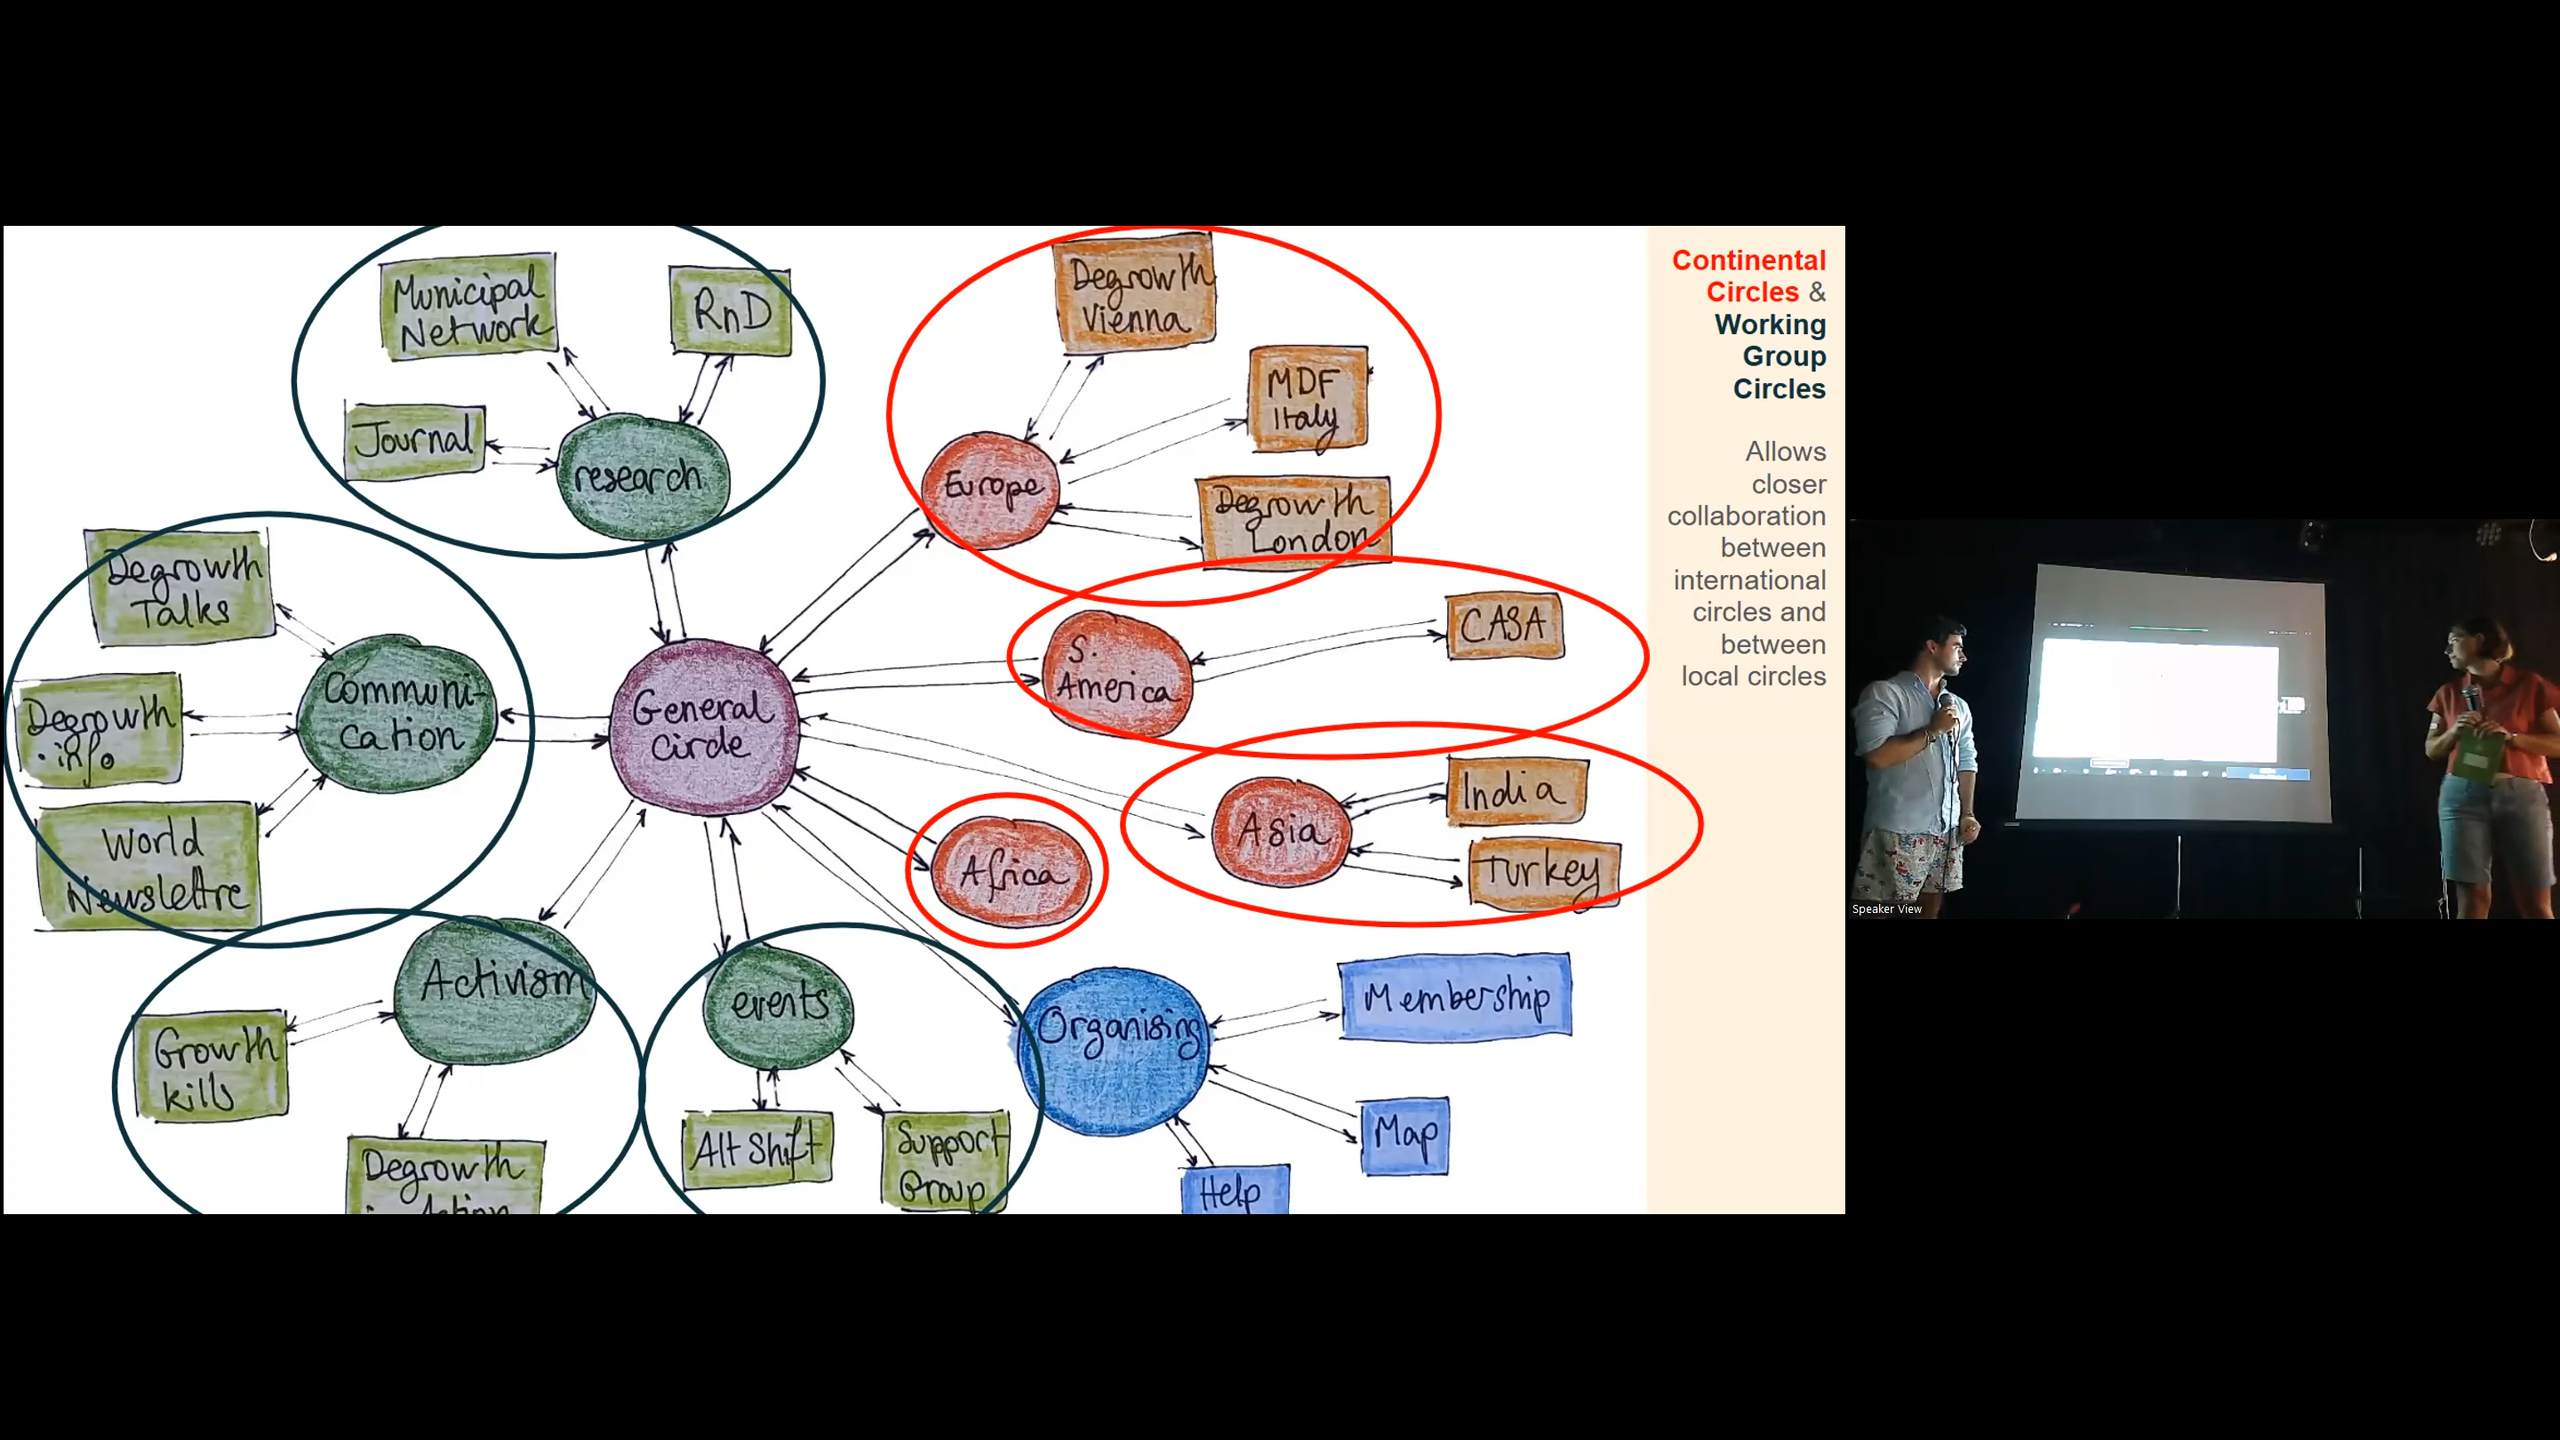 Municipal
Network
RnD
Journal
research
Degrowth
Talks
Degrowth
.info
World
Newslettre
Communi-
cation
General
Circle
Activism
Growth
kills
Degrowth
events
Alt Shift
Support
Group
Degrowth
Vienna
MDF
Italy
Degrowth
London
Europe
S.
America
CASA
Asia
India
Turkey
Africa
Organising
Membership
Map
Help
Continental
Circles &
Working
Group
Circles
Allows
closer
collaboration
between
international
circles and
between
local circles
Speaker View